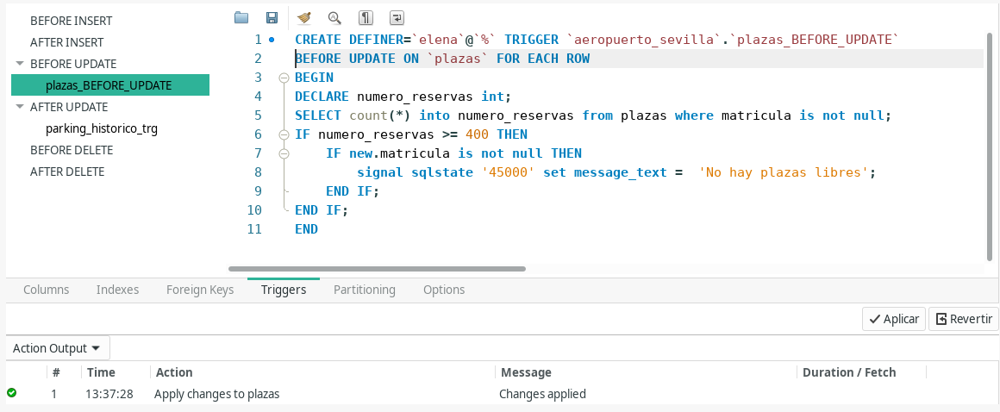 BEFORE INSERT
AFTER INSERT
BEFORE UPDATE
plazas_BEFORE_UPDATE
AFTER UPDATE
parking_historico_trg
BEFORE DELETE
AFTER DELETE
1 CREATE DEFINER=`elena`@`%` TRIGGER `aeropuerto_sevilla`.`plazas_BEFORE_UPDATE`
2 BEFORE UPDATE ON `plazas` FOR EACH ROW
3 BEGIN
4 DECLARE numero_reservas int;
5 SELECT count(*) into numero_reservas from plazas where matricula is not null;
6 IF numero_reservas >= 400 THEN
7     IF new.matricula is not null THEN
8         signal sqlstate '45000' set message_text =  'No hay plazas libres';
9     END IF;
10 END IF;
11 END
Columns Indexes Foreign Keys Triggers Partitioning Options
Aplicar Revertir
Action Output
# Time Action Message Duration / Fetch
1 13:37:28 Apply changes to plazas Changes applied